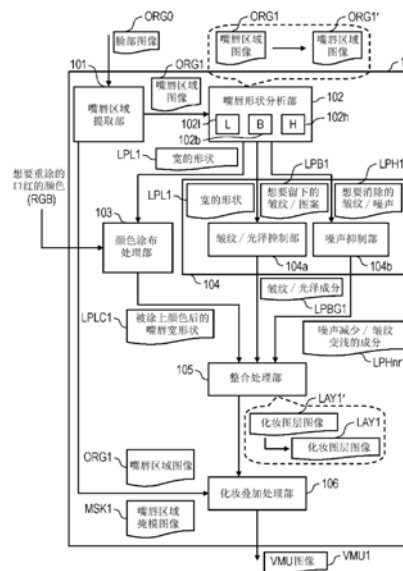 ORG0
ORG1
ORG1'
脸部图像
嘴唇区域
图像
嘴唇区域
图像
101
ORG1
1
嘴唇区域
图像
嘴唇区域
提取部
嘴唇形状分析部
102
L
B
H
102l
102b
102h
LPL1
宽的形状
LPB1
LPH1
想要重涂的
口红的颜色
(RGB)
LPL1
宽的形状
想要留下的
皱纹/图案
想要消除的
皱纹/噪声
103
颜色涂布
处理部
皱纹/光泽控制部
噪声抑制部
104
104a
104b
LPLC1
被涂上颜色后的
嘴唇宽形状
皱纹/光泽成分
LPBG1
噪声减少/皱纹
变浅的成分
LPHnr1
105
整合处理部
LAY1'
化妆图层图像
LAY1
化妆图层图像
ORG1
嘴唇区域图像
MSK1
嘴唇区域
掩模图像
化妆叠加处理部
106
VMU图像
VMU1